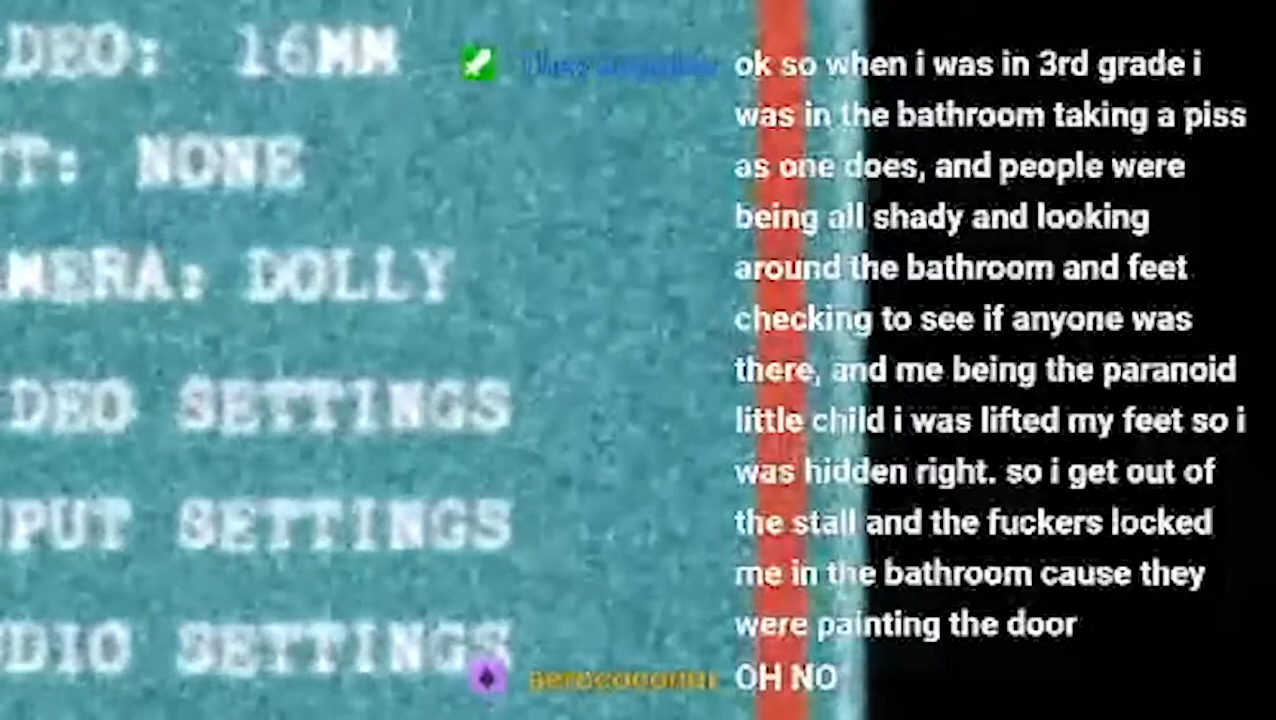 DEO: 16MM
T: NONE
MERA: DOLLY
DEO SETTINGS
PUT SETTINGS
DIO SETTINGS
ok so when i was in 3rd grade i
was in the bathroom taking a piss
as one does, and people were
being all shady and looking
around the bathroom and feet
checking to see if anyone was
there, and me being the paranoid
little child i was lifted my feet so i
was hidden right. so i get out of
the stall and the fuckers locked
me in the bathroom cause they
were painting the door
OH NO